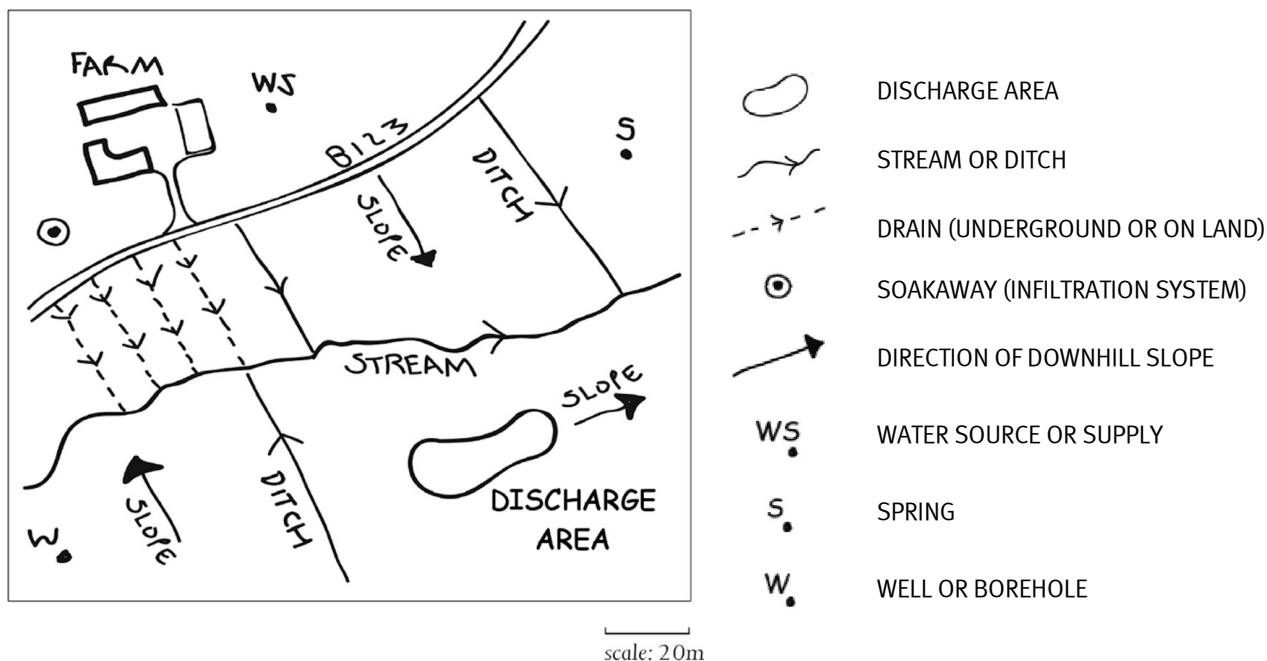 FARM
WS
B123
S
DITCH
SLOPE
STREAM
SLOPE
DISCHARGE
AREA
DITCH
SLOPE
W
scale: 20m
DISCHARGE AREA
STREAM OR DITCH
DRAIN (UNDERGROUND OR ON LAND)
SOAKAWAY (INFILTRATION SYSTEM)
DIRECTION OF DOWNHILL SLOPE
WS
WATER SOURCE OR SUPPLY
S
SPRING
W
WELL OR BOREHOLE